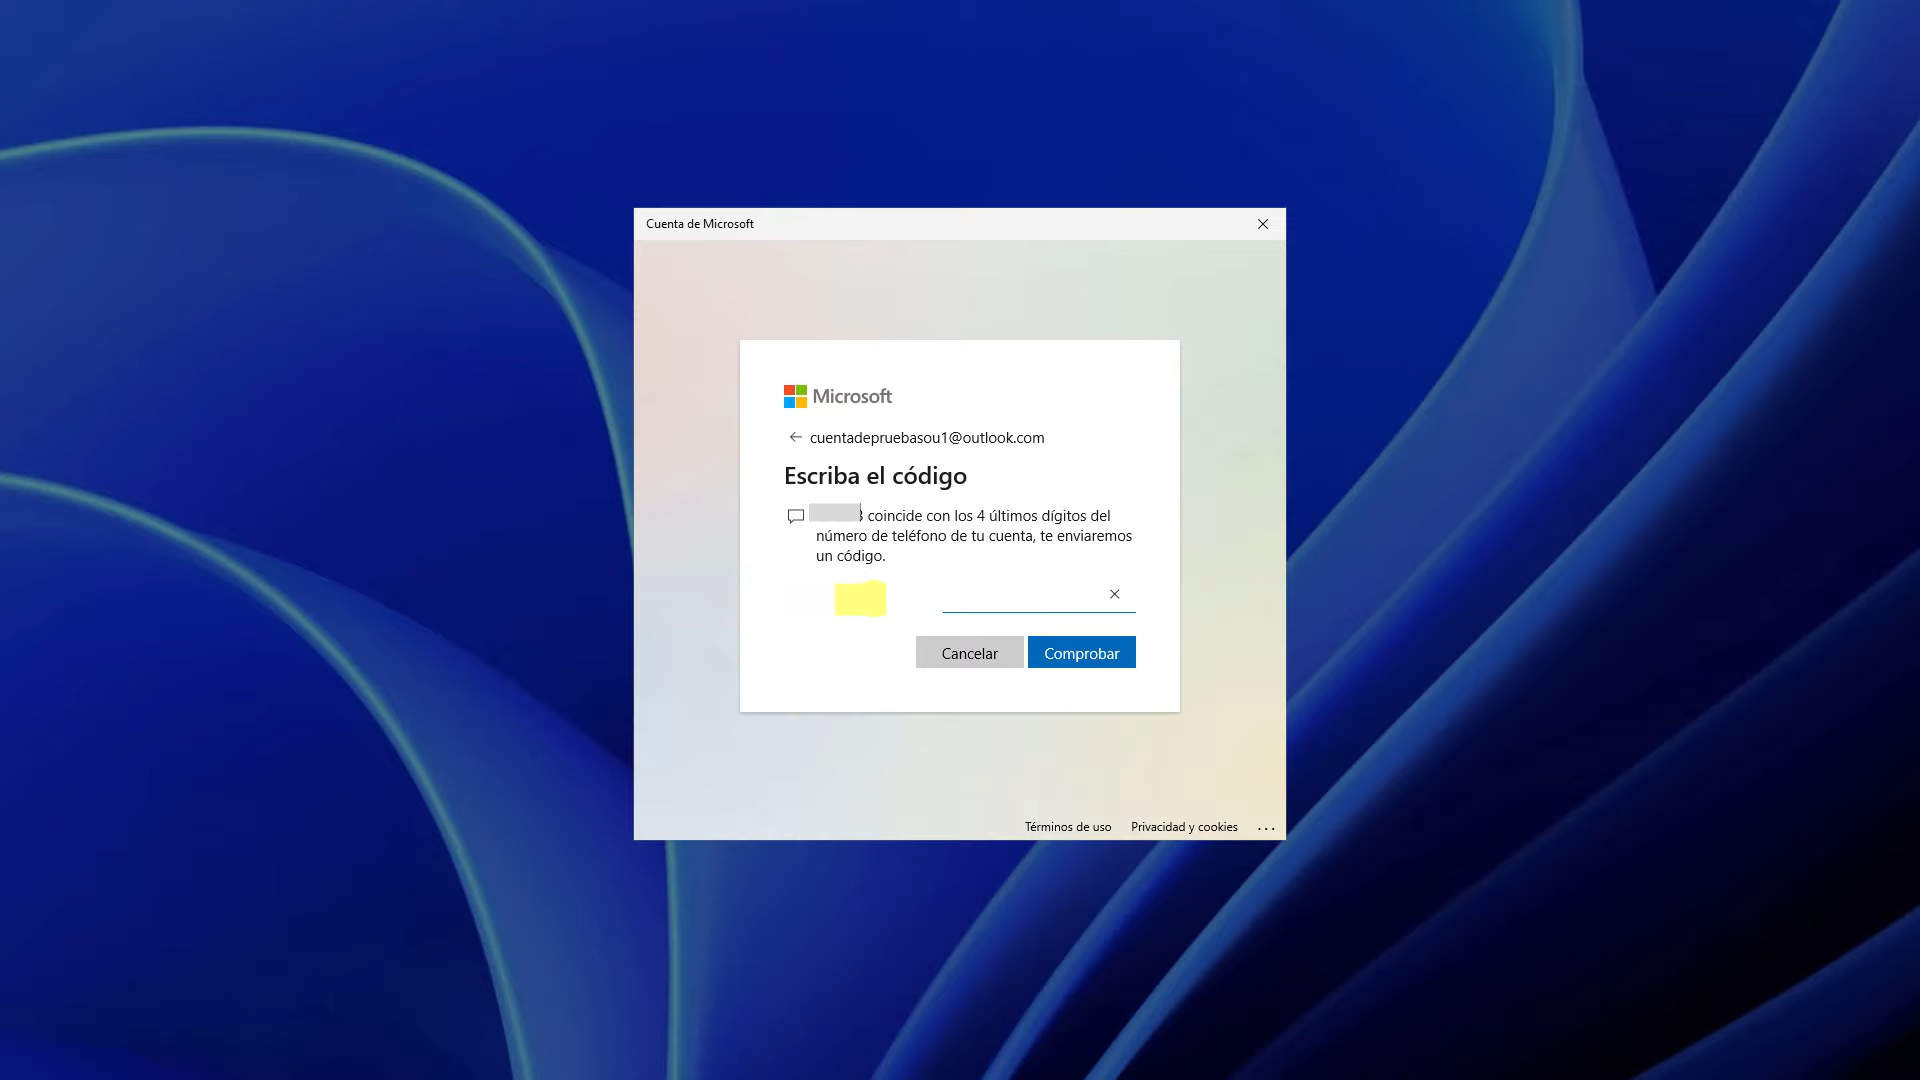 Cuenta de Microsoft
Microsoft
cuentadepruebasou1@outlook.com
Escriba el código
coincide con los 4 últimos dígitos del
número de teléfono de tu cuenta, te enviaremos
un código.
Cancelar
Comprobar
Términos de uso
Privacidad y cookies
...